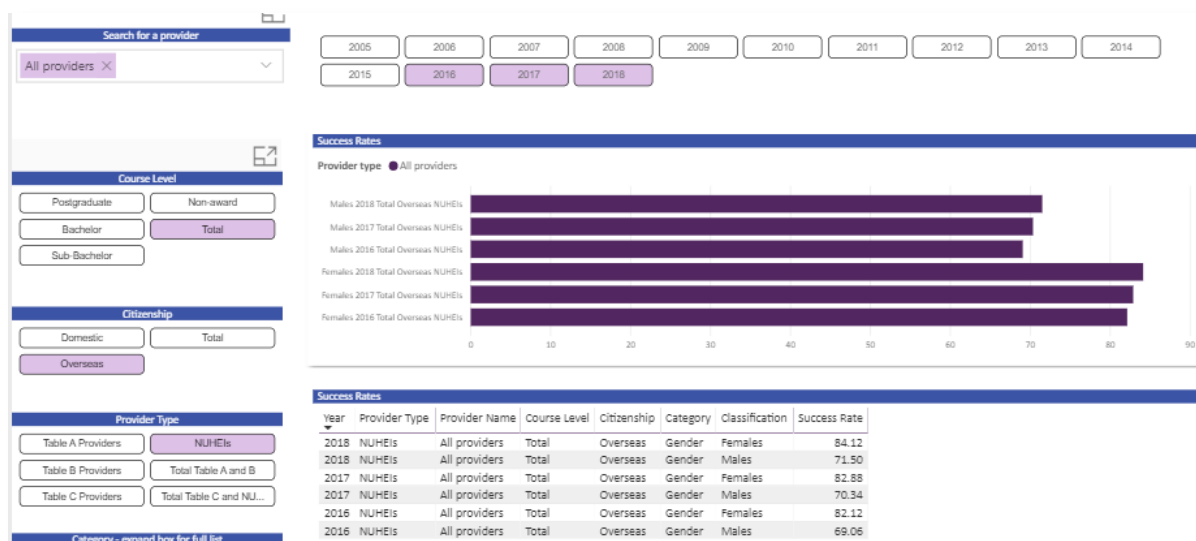 Search for a provider
All providers
2005 2006 2007 2008 2009 2010 2011 2012 2013 2014
2015 2016 2017 2018
Course Level
Postgraduate Non-award
Bachelor Total
Sub-Bachelor
Citizenship
Domestic Total
Overseas
Provider Type
Table A Providers NUHEIs
Table B Providers Total Table A and B
Table C Providers Total Table C and NU...
Category - expand box for full list
Success Rates
Provider type All providers
Males 2018 Total Overseas NUHEIs
Males 2017 Total Overseas NUHEIs
Males 2016 Total Overseas NUHEIs
Females 2018 Total Overseas NUHEIs
Females 2017 Total Overseas NUHEIs
Females 2016 Total Overseas NUHEIs
0 10 20 30 40 50 60 70 80 90
Success Rates
Year Provider Type Provider Name Course Level Citizenship Category Classification Success Rate
2018 NUHEIs All providers Total Overseas Gender Females 84.12
2018 NUHEIs All providers Total Overseas Gender Males 71.50
2017 NUHEIs All providers Total Overseas Gender Females 82.88
2017 NUHEIs All providers Total Overseas Gender Males 70.34
2016 NUHEIs All providers Total Overseas Gender Females 82.12
2016 NUHEIs All providers Total Overseas Gender Males 69.06